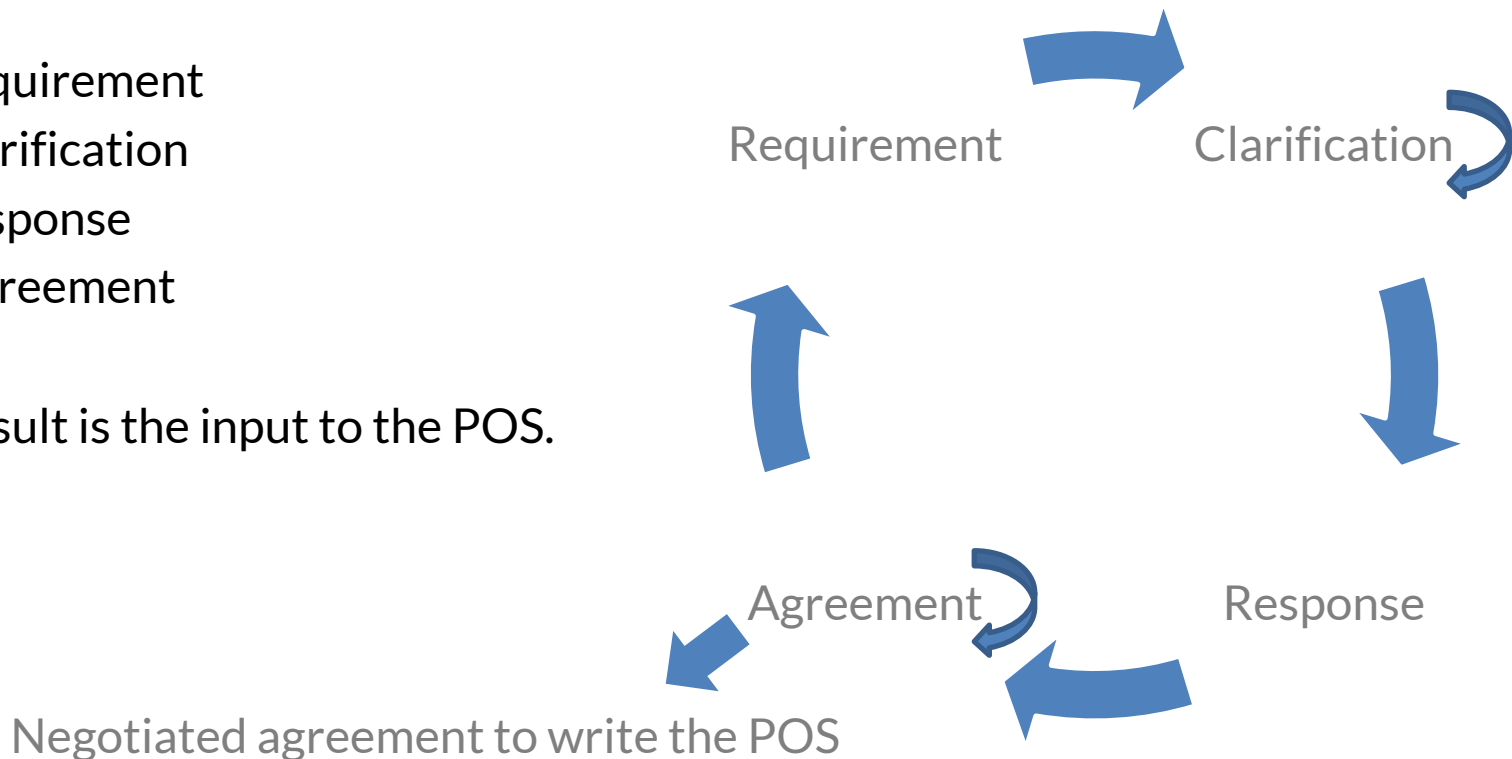 quirement
rification
sponse
reement
sult is the input to the POS.
Requirement
Clarification
Agreement
Response
Negotiated agreement to write the POS